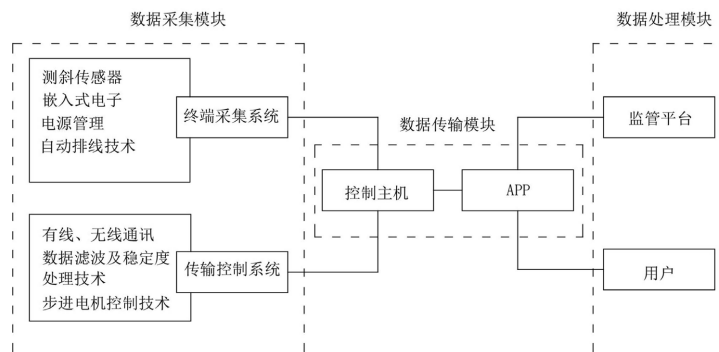 数据采集模块
数据处理模块
测斜传感器
嵌入式电子
电源管理
自动排线技术
终端采集系统
数据传输模块
监管平台
控制主机
APP
有线、无线通讯
数据滤波及稳定度
处理技术
步进电机控制技术
传输控制系统
用户